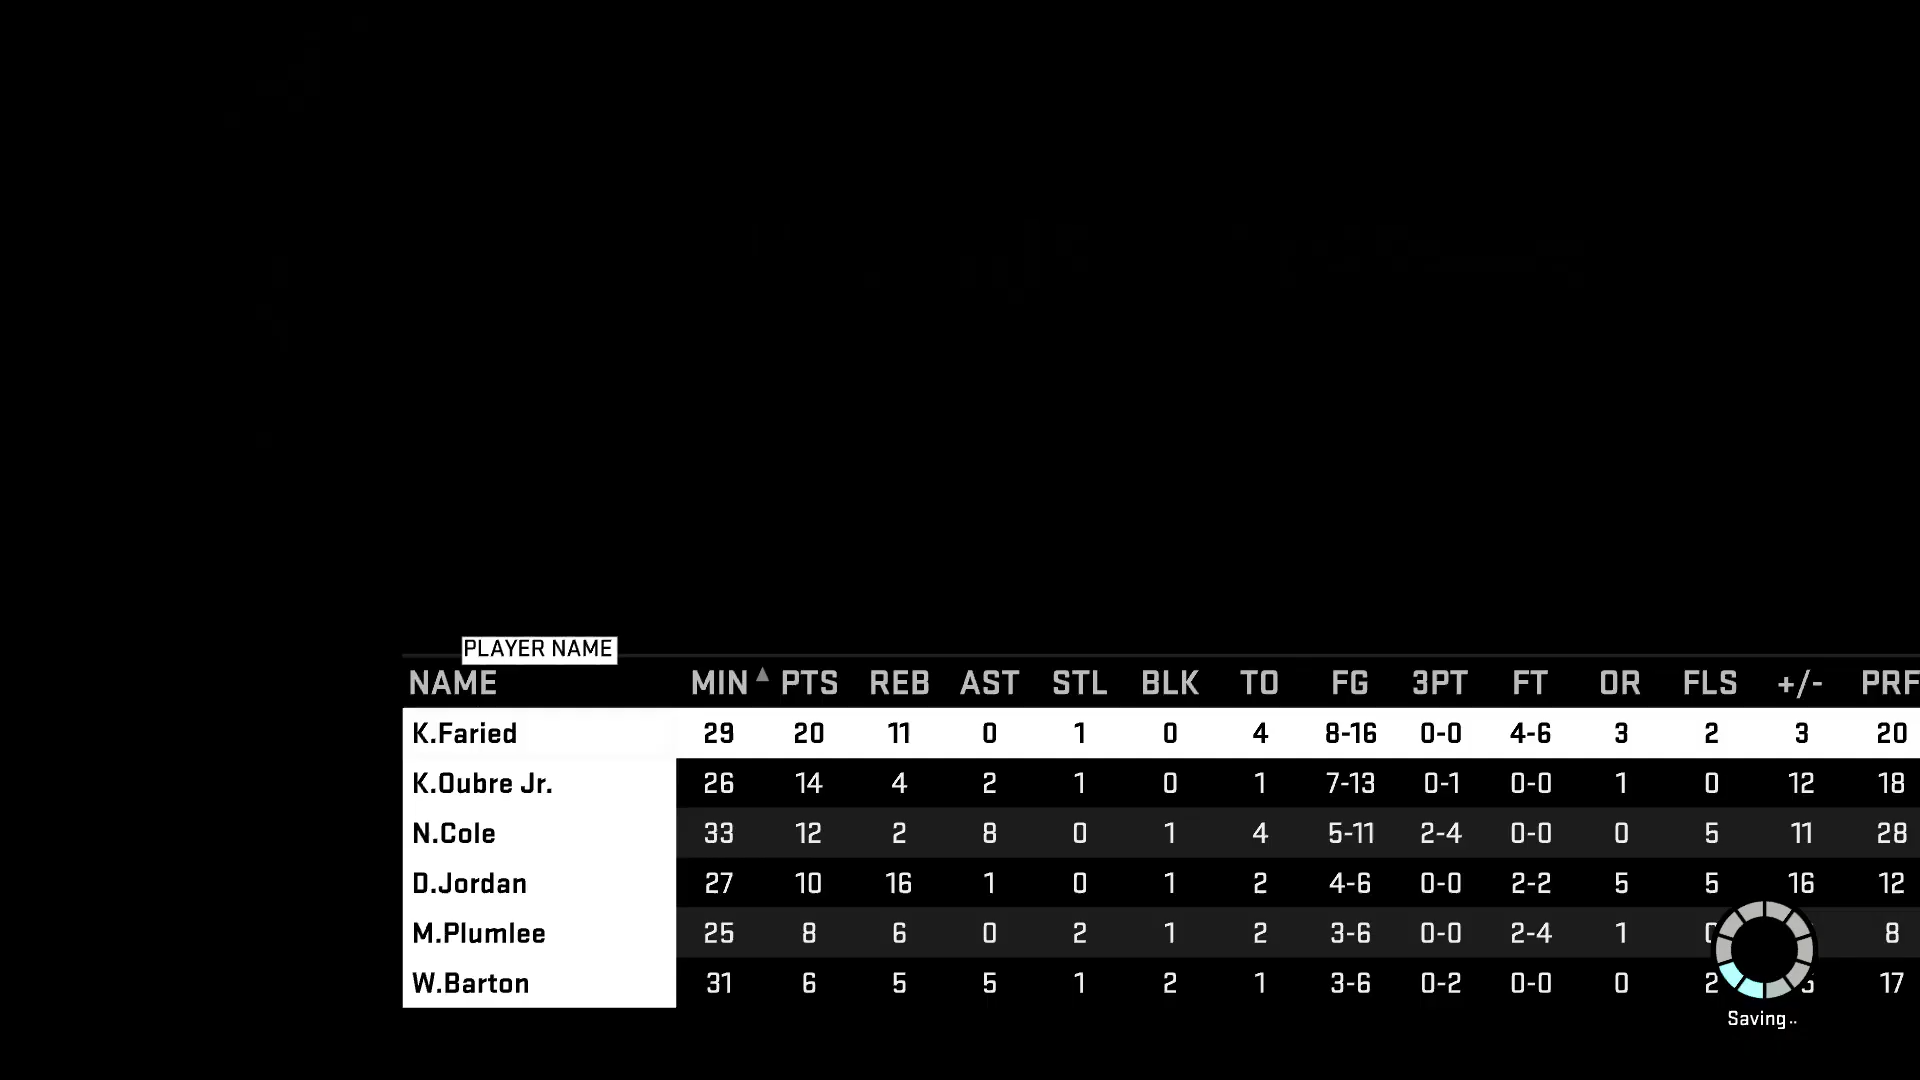 PLAYER NAME
NAME MIN ▲ PTS REB AST STL BLK TO FG 3PT FT OR FLS +/- PRF
K.Faried 29 20 11 0 1 0 4 8-16 0-0 4-6 3 2 3 20
K.Oubre Jr. 26 14 4 2 1 0 1 7-13 0-1 0-0 1 0 12 18
N.Cole 33 12 2 8 0 1 4 5-11 2-4 0-0 0 5 11 28
D.Jordan 27 10 16 1 0 1 2 4-6 0-0 2-2 5 5 16 12
M.Plumlee 25 8 6 0 2 1 2 3-6 0-0 2-4 1 8
W.Barton 31 6 5 5 1 2 1 3-6 0-2 0-0 0 2 17
Saving..